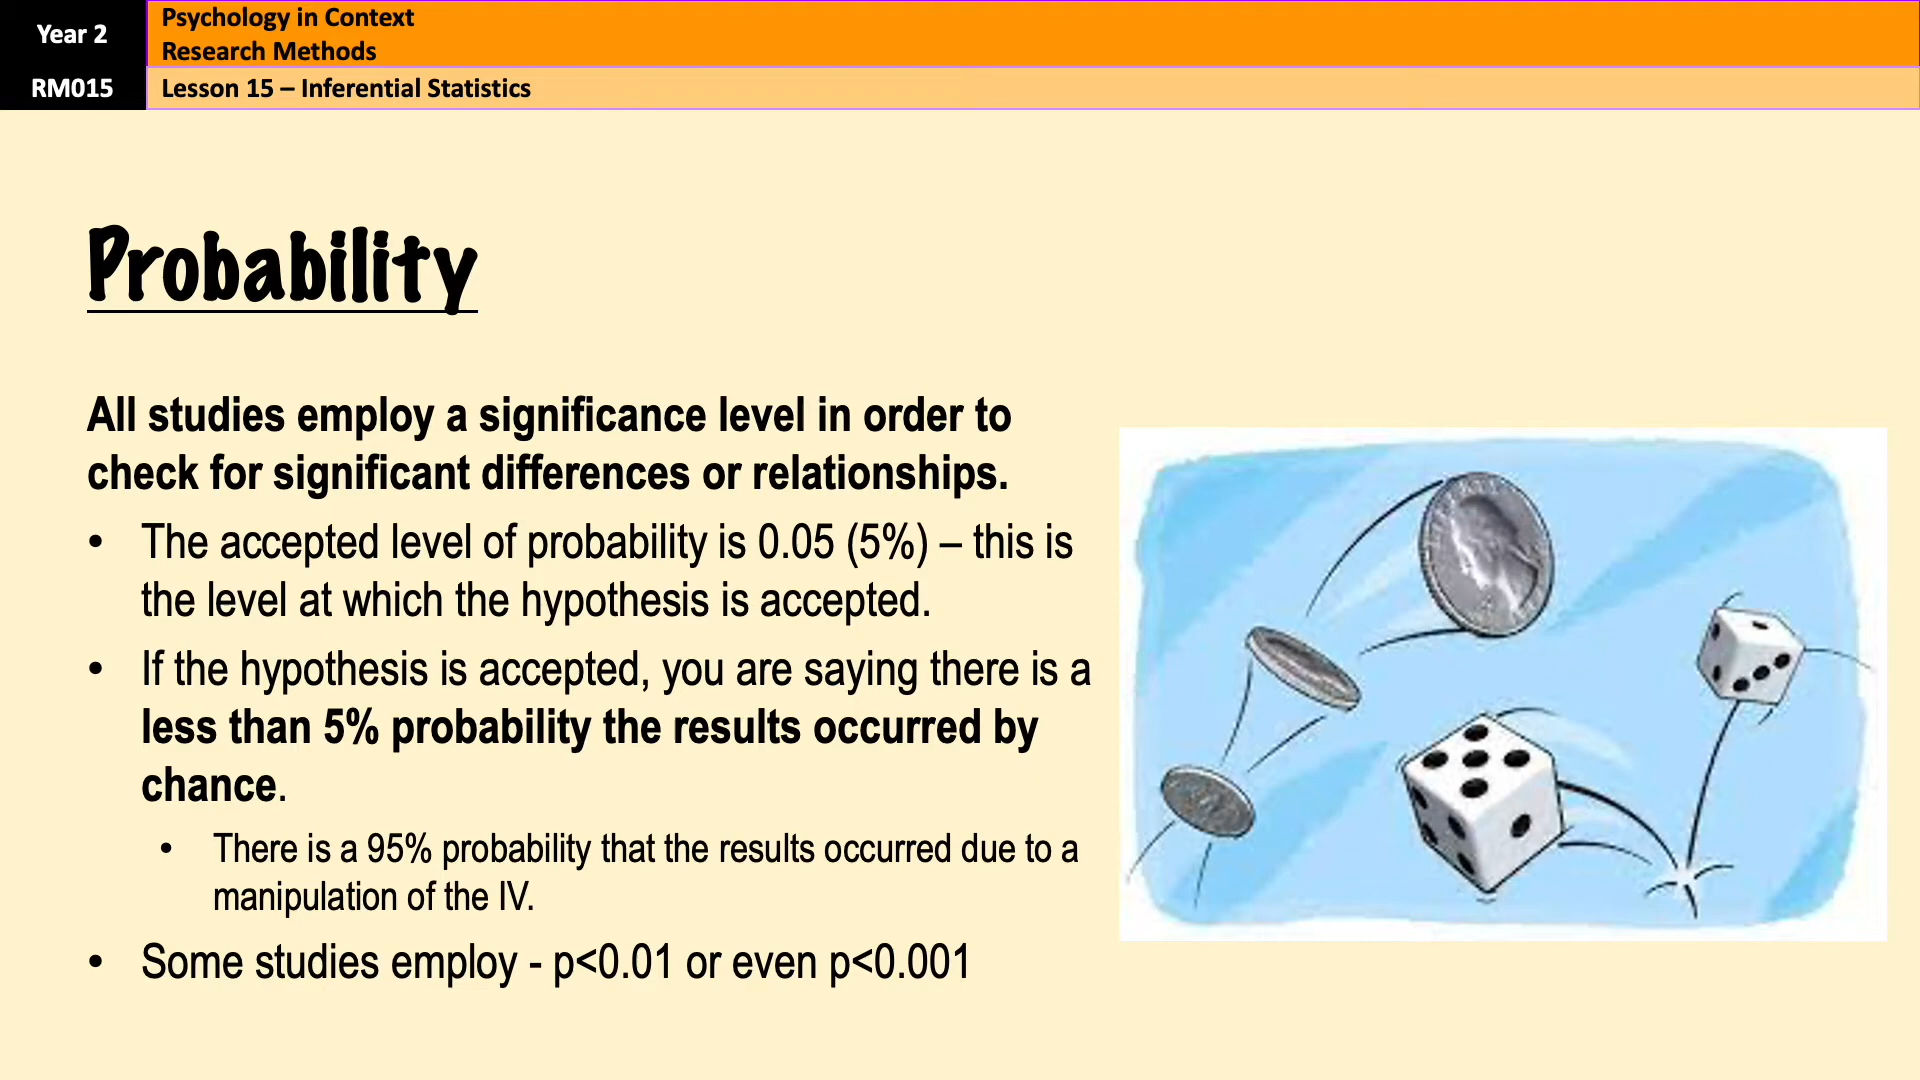 Year 2
Psychology in Context
Research Methods
RM015
Lesson 15 – Inferential Statistics
Probability
All studies employ a significance level in order to
check for significant differences or relationships.
• The accepted level of probability is 0.05 (5%) – this is
the level at which the hypothesis is accepted.
• If the hypothesis is accepted, you are saying there is a
less than 5% probability the results occurred by
chance.
• There is a 95% probability that the results occurred due to a
manipulation of the IV.
• Some studies employ - p<0.01 or even p<0.001